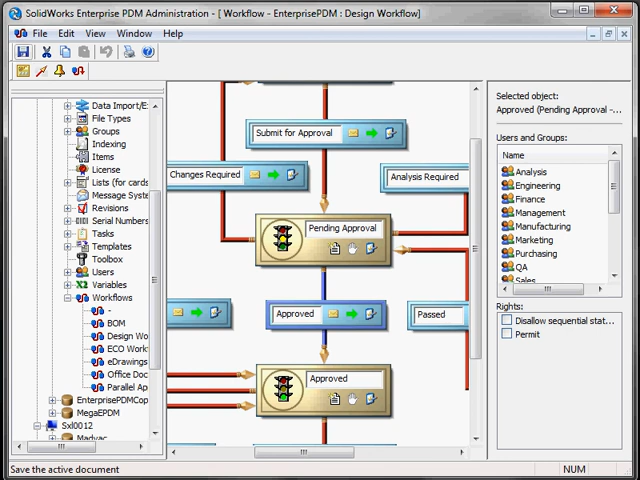 SolidWorks Enterprise PDM Administration - [ Workflow - EnterprisePDM : Design Workflow]
File Edit View Window Help
Data Import/E
File Types
Groups
Indexing
Items
License
Lists (for cards
Message System
Revisions
Serial Numbers
Tasks
Templates
Toolbox
Users
Variables
Workflows
-
BOM
Design Wo
ECO Work
eDrawings
Office Doc
Parallel Ap
EnterprisePDMCop
MegaEPDM
Sxl0012
Madvac
Submit for Approval
Changes Required
Analysis Required
Pending Approval
Approved
Passed
Approved
Selected object:
Approved (Pending Approval -...
Users and Groups:
Name
Analysis
Engineering
Finance
Management
Manufacturing
Marketing
Purchasing
QA
Sales
Rights:
Disallow sequential stat...
Permit
Save the active document
NUM